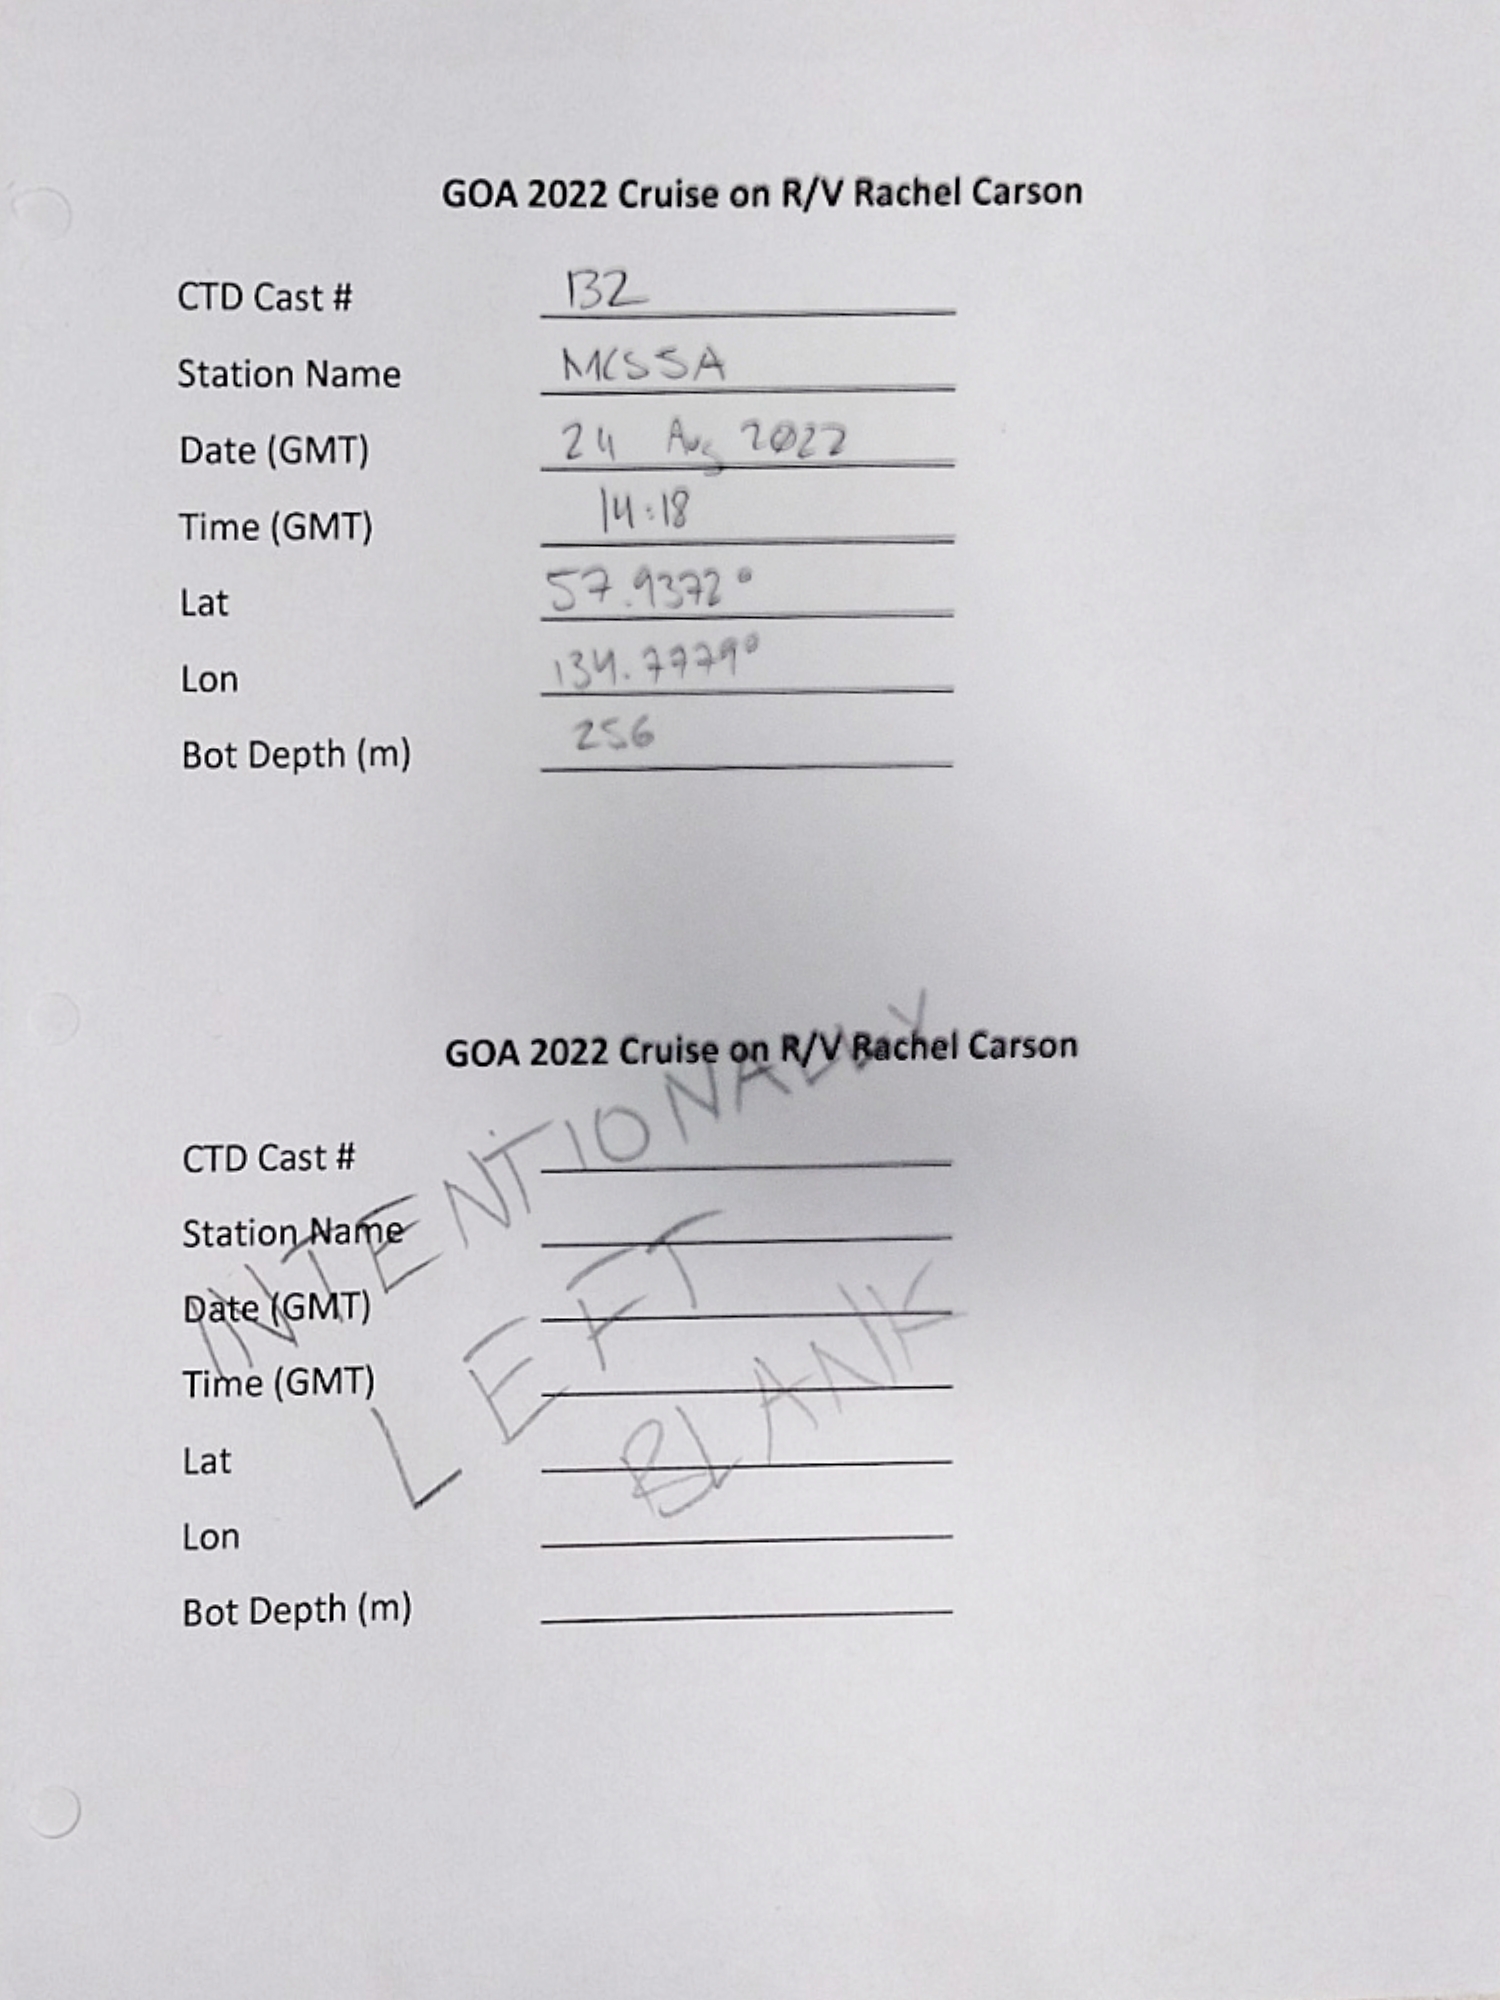 GOA 2022 Cruise on R/V Rachel Carson
CTD Cast # 132
Station Name MCS5A
Date (GMT) 24 Aug 2022
Time (GMT) 14:18
Lat 57.9372°
Lon 134.7779°
Bot Depth (m) 256
GOA 2022 Cruise on R/V Rachel Carson
CTD Cast #
Station Name
Date (GMT)
Time (GMT)
Lat
Lon
Bot Depth (m)
INTENTIONALLY
LEFT
BLANK